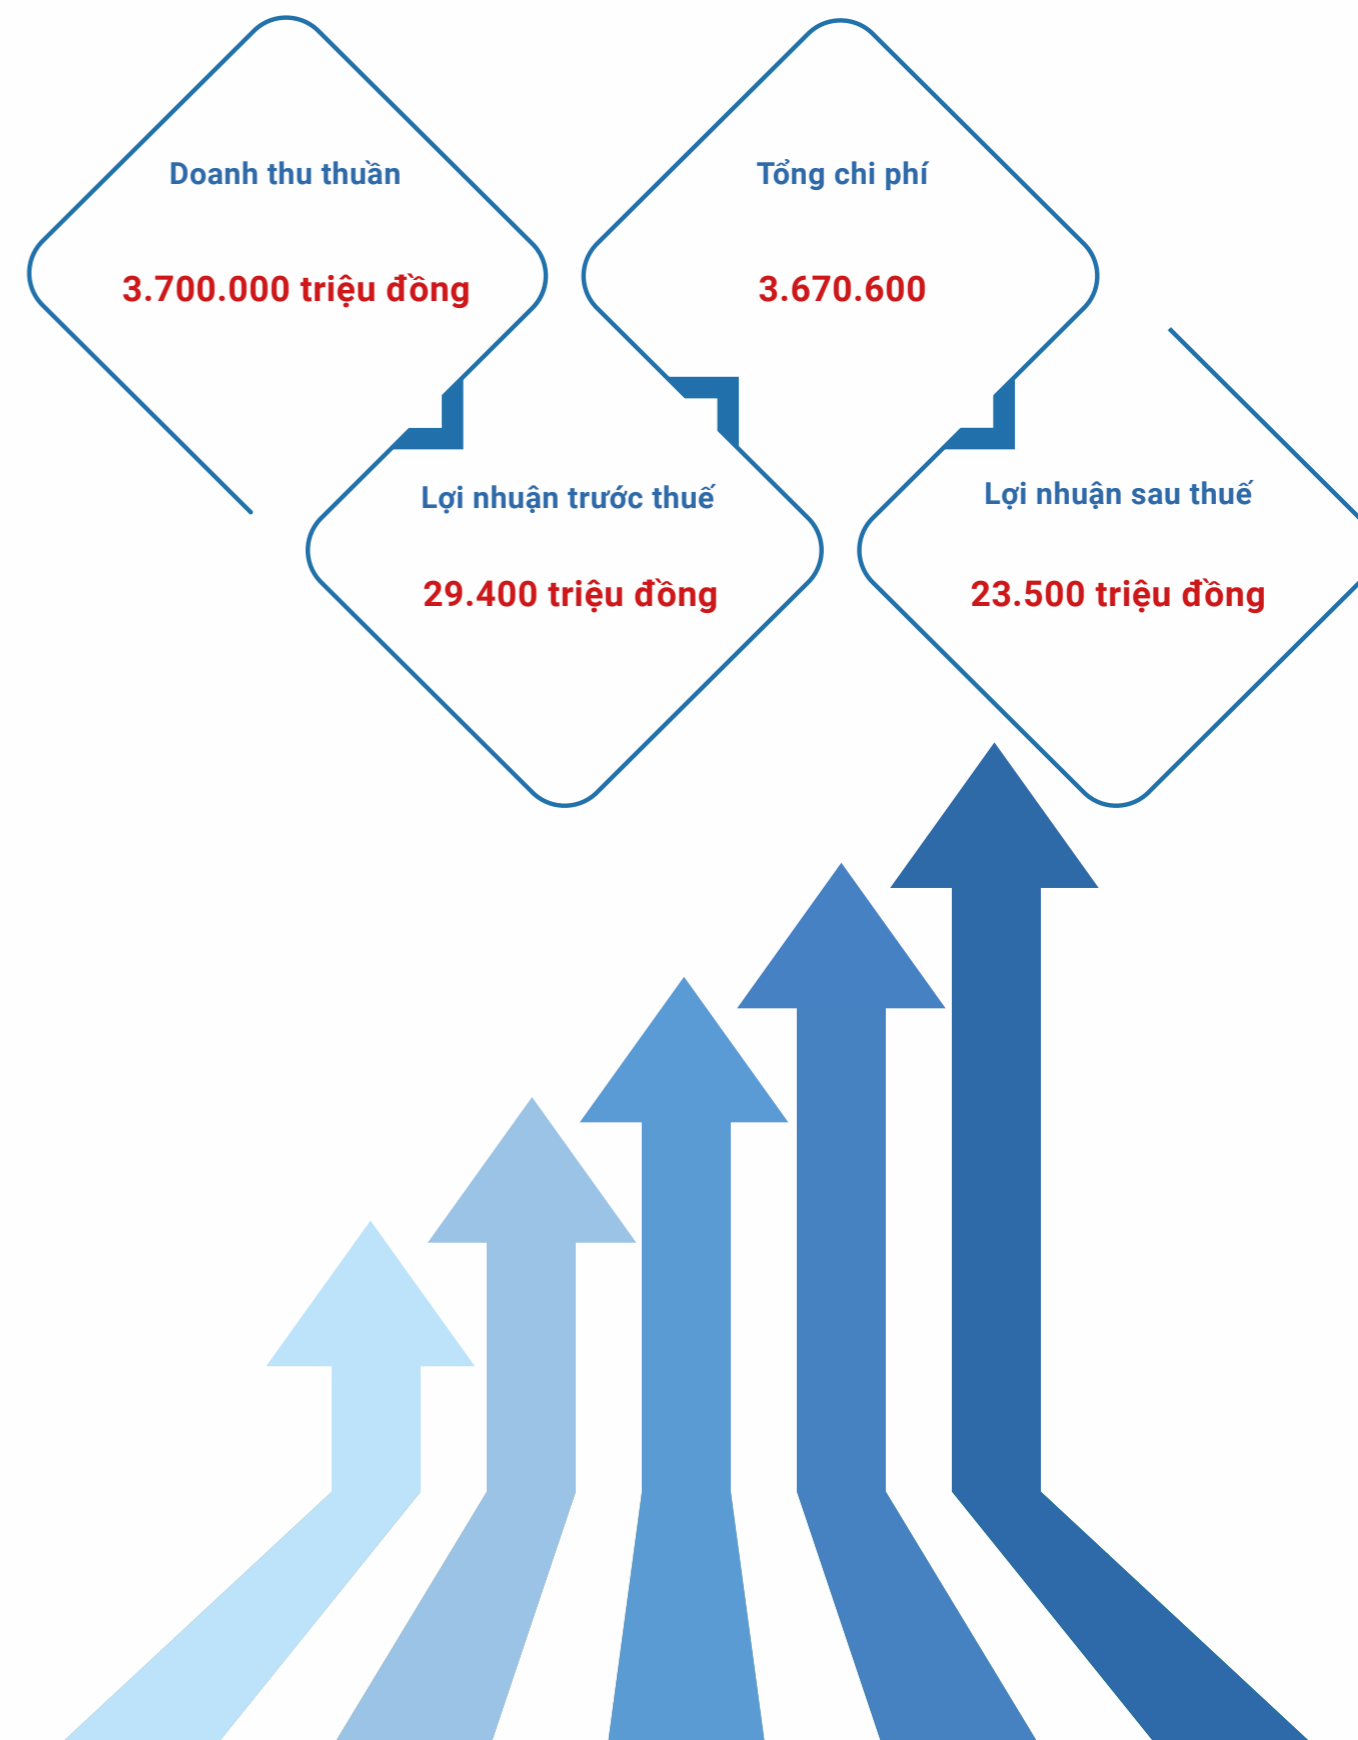 Doanh thu thuần
3.700.000 triệu đồng
Tổng chi phí
3.670.600
Lợi nhuận trước thuế
29.400 triệu đồng
Lợi nhuận sau thuế
23.500 triệu đồng